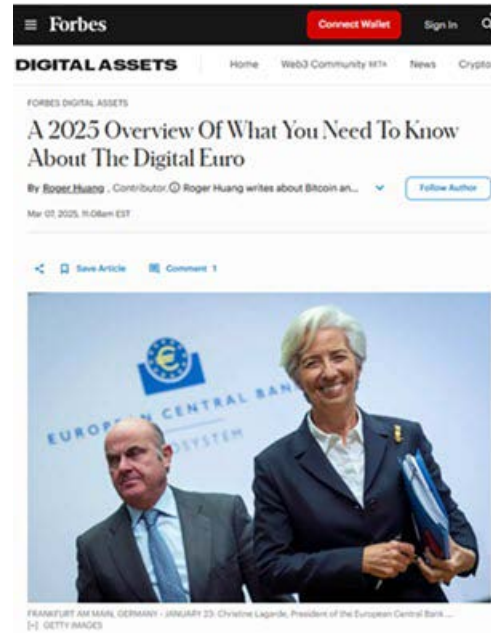 Forbes
Connect Wallet
Sign In
DIGITAL ASSETS
Home
Web3 Community BETA
News
Crypto
FORBES DIGITAL ASSETS
A 2025 Overview Of What You Need To Know
About The Digital Euro
By Roger Huang, Contributor. Roger Huang writes about Bitcoin an...
Follow Author
Mar 07, 2025, 11:08am EST
Save Article
Comment 1
EUROPEAN CENTRAL BAN
OSYSTEM
FRANKFURT AM MAIN, GERMANY - JANUARY 23: Christine Lagarde, President of the European Central Bank ...
[+] GETTY IMAGES